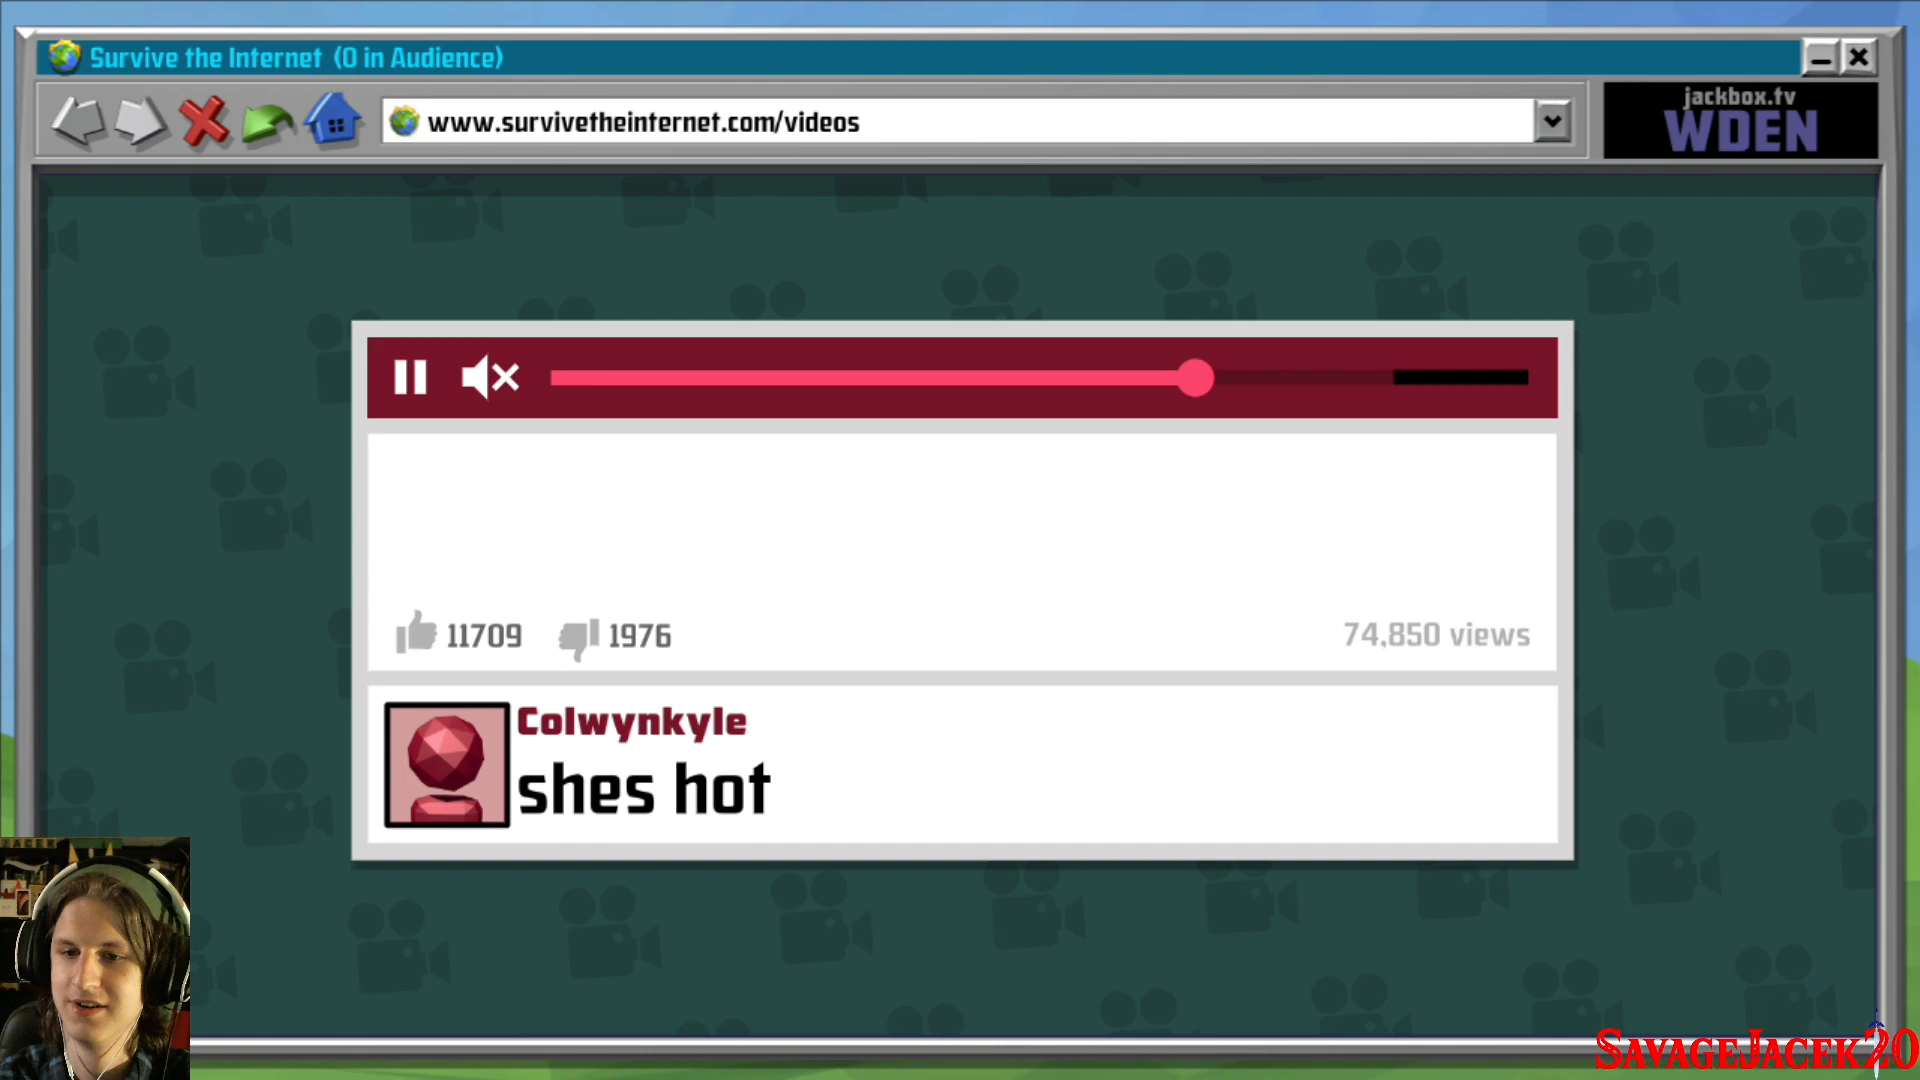 Survive the Internet (0 in Audience)
www.survivetheinternet.com/videos
jackbox.tv
WDEN
11709
1976
74,850 views
Colwynkyle
shes hot
JACEK
SAVAGEJACEK20